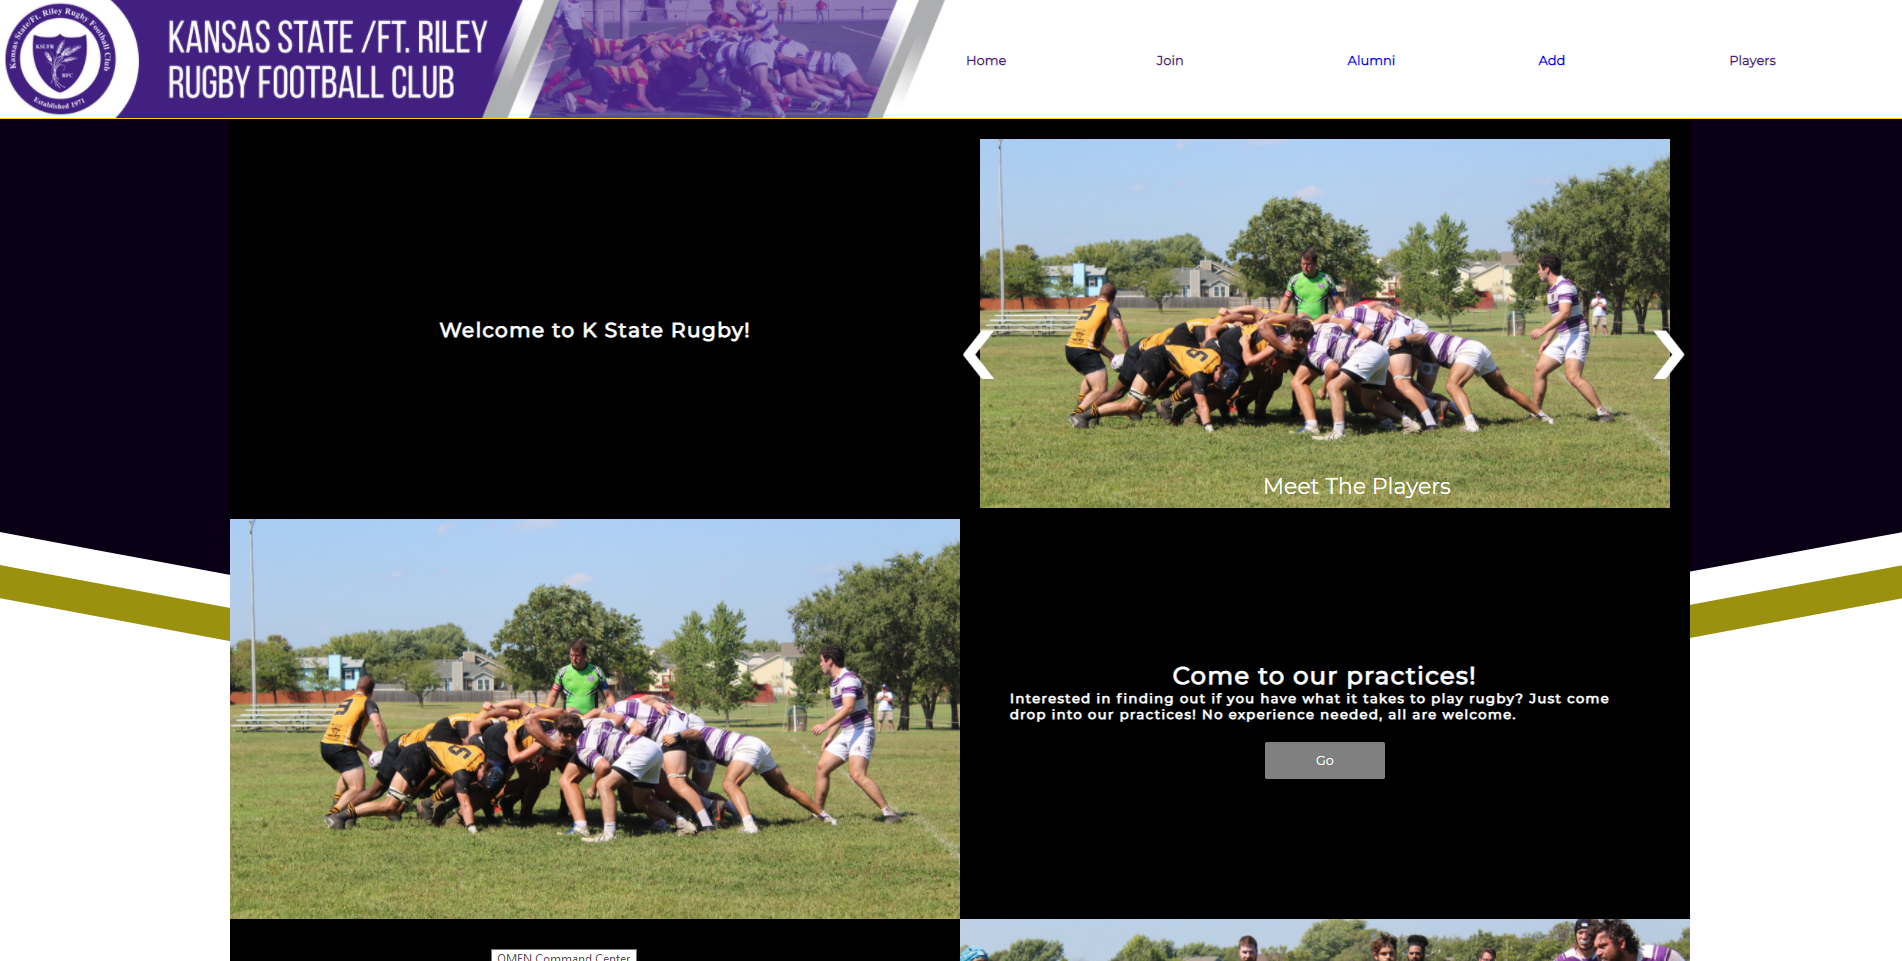 Kansas State/Ft. Riley Rugby Football Club
KSUFR
RFC
Established 1971
KANSAS STATE /FT. RILEY
RUGBY FOOTBALL CLUB
Home
Join
Alumni
Add
Players
Welcome to K State Rugby!
Meet The Players
Come to our practices!
Interested in finding out if you have what it takes to play rugby? Just come
drop into our practices! No experience needed, all are welcome.
Go
OMEN Command Center